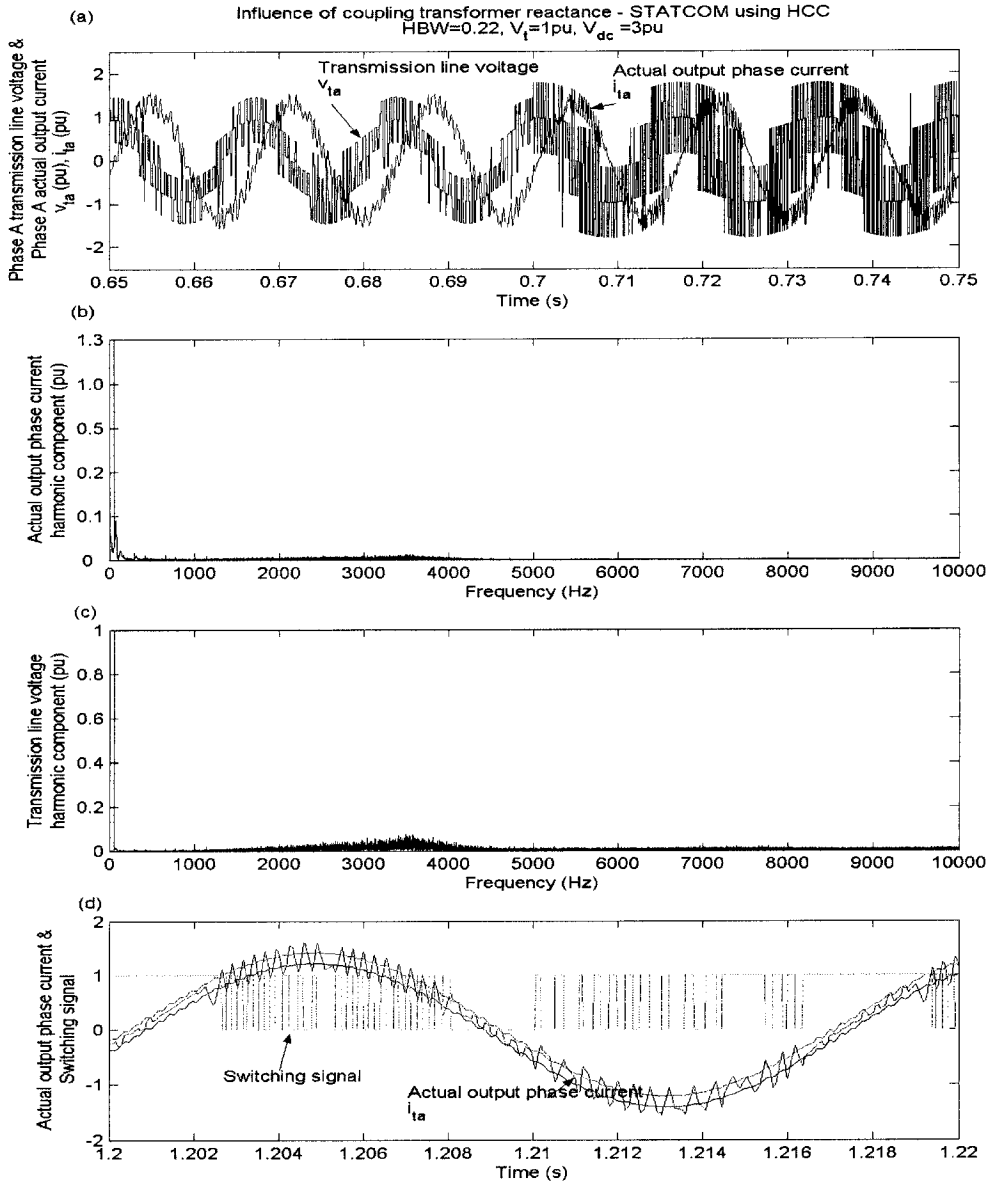 (a)
Influence of coupling transformer reactance - STATCOM using HCC
HBW=0.22, Vt=1pu, Vdc =3pu
Phase A transmission line voltage &
Phase A actual output current
vta (pu), ita (pu)
2
1
0
-1
-2
Transmission line voltage
vta
Actual output phase current
ita
0.65
0.66
0.67
0.68
0.69
0.7
0.71
0.72
0.73
0.74
0.75
Time (s)
(b)
Actual output phase current
harmonic component (pu)
1.3
1.0
0.5
0.2
0.1
0
0
1000
2000
3000
4000
5000
6000
7000
8000
9000
10000
Frequency (Hz)
(c)
Transmission line voltage
harmonic component (pu)
1
0.8
0.6
0.4
0.2
0
0
1000
2000
3000
4000
5000
6000
7000
8000
9000
10000
Frequency (Hz)
(d)
Actual output phase current &
Switching signal
2
1
0
-1
-2
Switching signal
Actual output phase current
ita
1.2
1.202
1.204
1.206
1.208
1.21
1.212
1.214
1.216
1.218
1.22
Time (s)